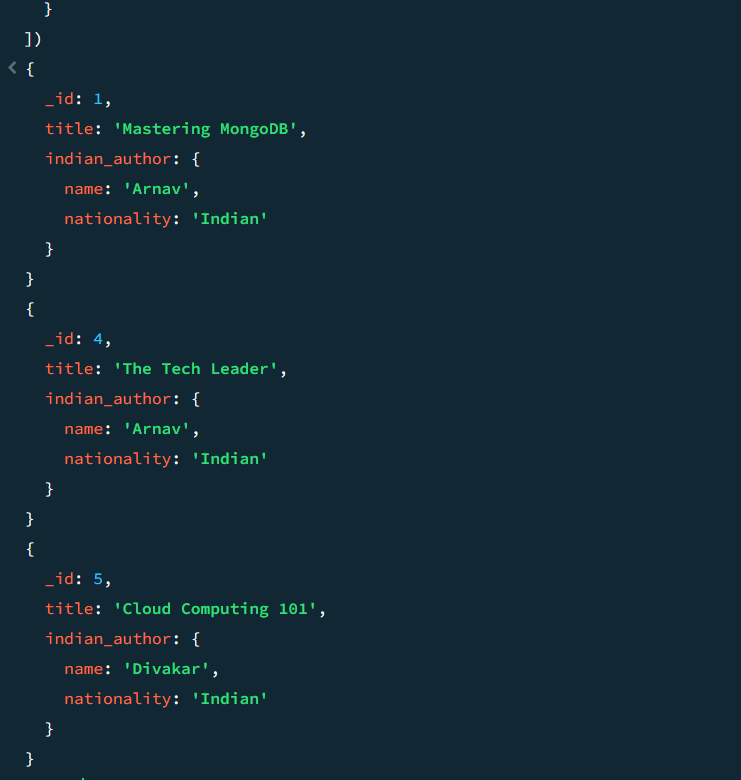 }
])
< {
_id: 1,
title: 'Mastering MongoDB',
indian_author: {
name: 'Arnav',
nationality: 'Indian'
}
}
{
_id: 4,
title: 'The Tech Leader',
indian_author: {
name: 'Arnav',
nationality: 'Indian'
}
}
{
_id: 5,
title: 'Cloud Computing 101',
indian_author: {
name: 'Divakar',
nationality: 'Indian'
}
}